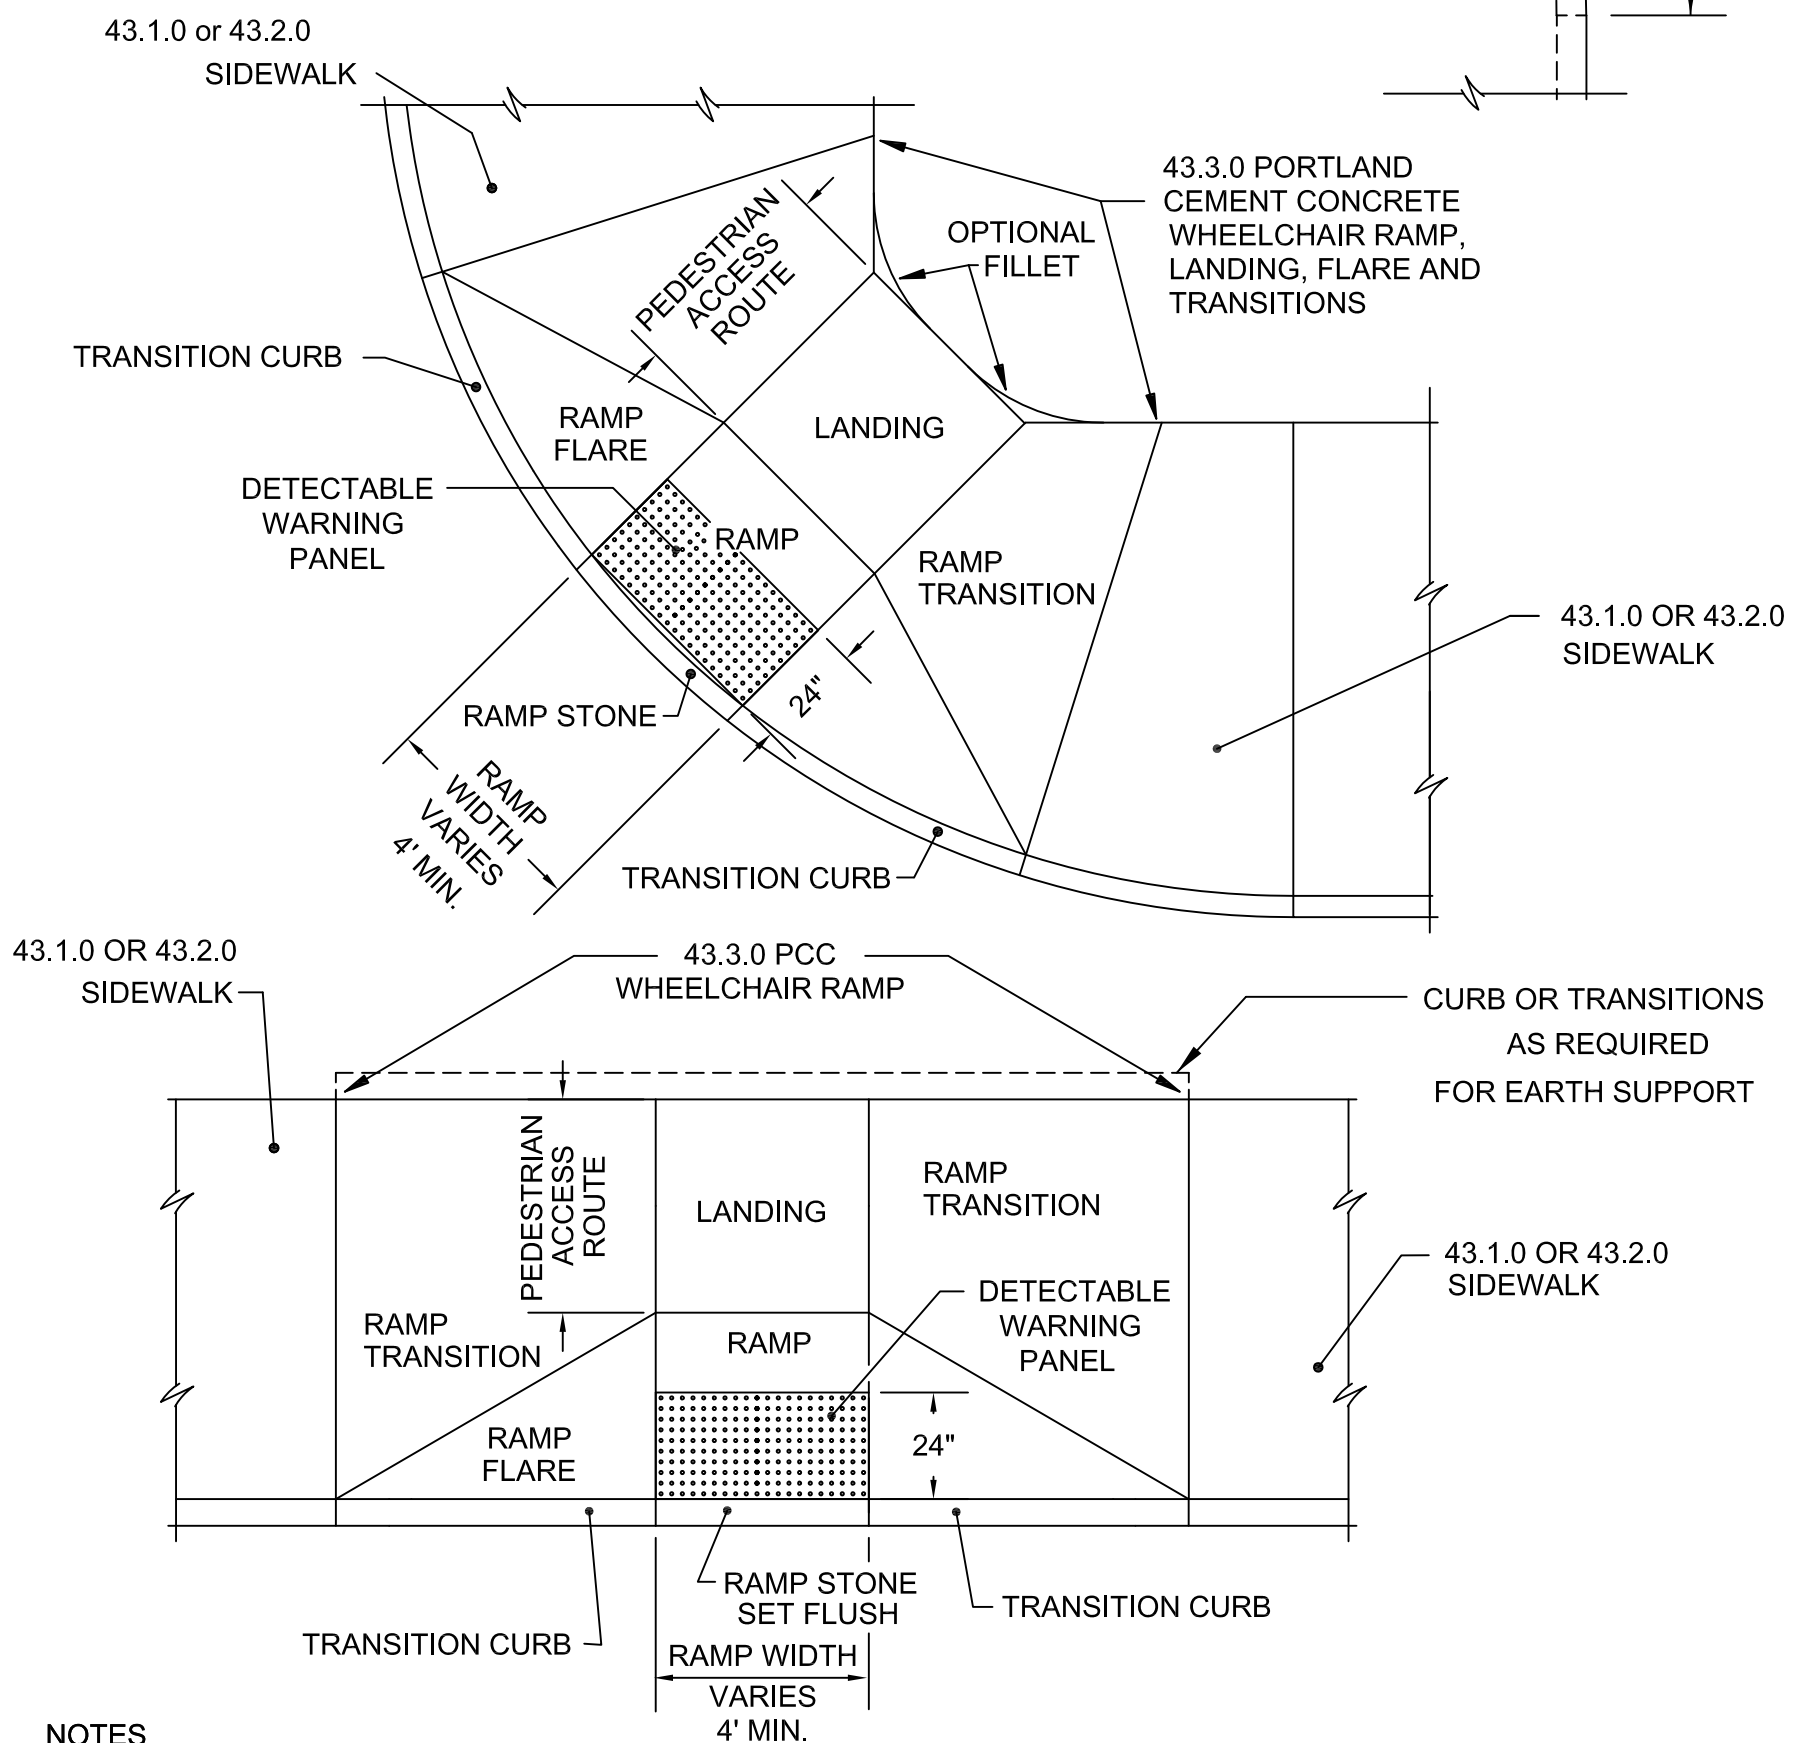 43.1.0 or 43.2.0
SIDEWALK
43.3.0 PORTLAND
CEMENT CONCRETE
WHEELCHAIR RAMP,
LANDING, FLARE AND
TRANSITIONS
OPTIONAL
FILLET
PEDESTRIAN
ACCESS
ROUTE
TRANSITION CURB
RAMP
FLARE
LANDING
DETECTABLE
WARNING
PANEL
RAMP
RAMP
TRANSITION
43.1.0 OR 43.2.0
SIDEWALK
24"
RAMP STONE
RAMP
WIDTH
VARIES
4' MIN.
TRANSITION CURB
43.1.0 OR 43.2.0
SIDEWALK
43.3.0 PCC
WHEELCHAIR RAMP
CURB OR TRANSITIONS
AS REQUIRED
FOR EARTH SUPPORT
PEDESTRIAN
ACCESS
ROUTE
LANDING
RAMP
TRANSITION
43.1.0 OR 43.2.0
SIDEWALK
DETECTABLE
WARNING
PANEL
RAMP
TRANSITION
RAMP
RAMP
FLARE
24"
RAMP STONE
SET FLUSH
TRANSITION CURB
TRANSITION CURB
RAMP WIDTH
VARIES
4' MIN.
NOTES